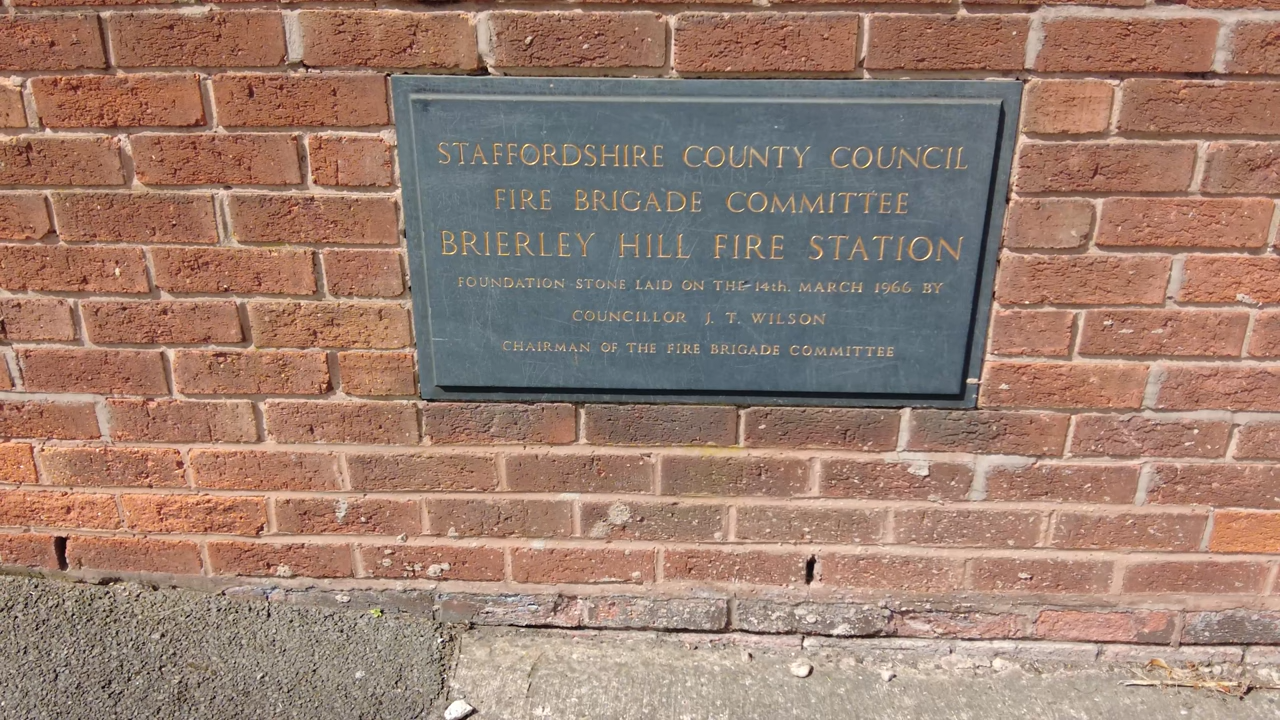 STAFFORDSHIRE COUNTY COUNCIL
FIRE BRIGADE COMMITTEE
BRIERLEY HILL FIRE STATION
FOUNDATION STONE LAID ON THE 14th. MARCH 1966 BY
COUNCILLOR J. T. WILSON
CHAIRMAN OF THE FIRE BRIGADE COMMITTEE